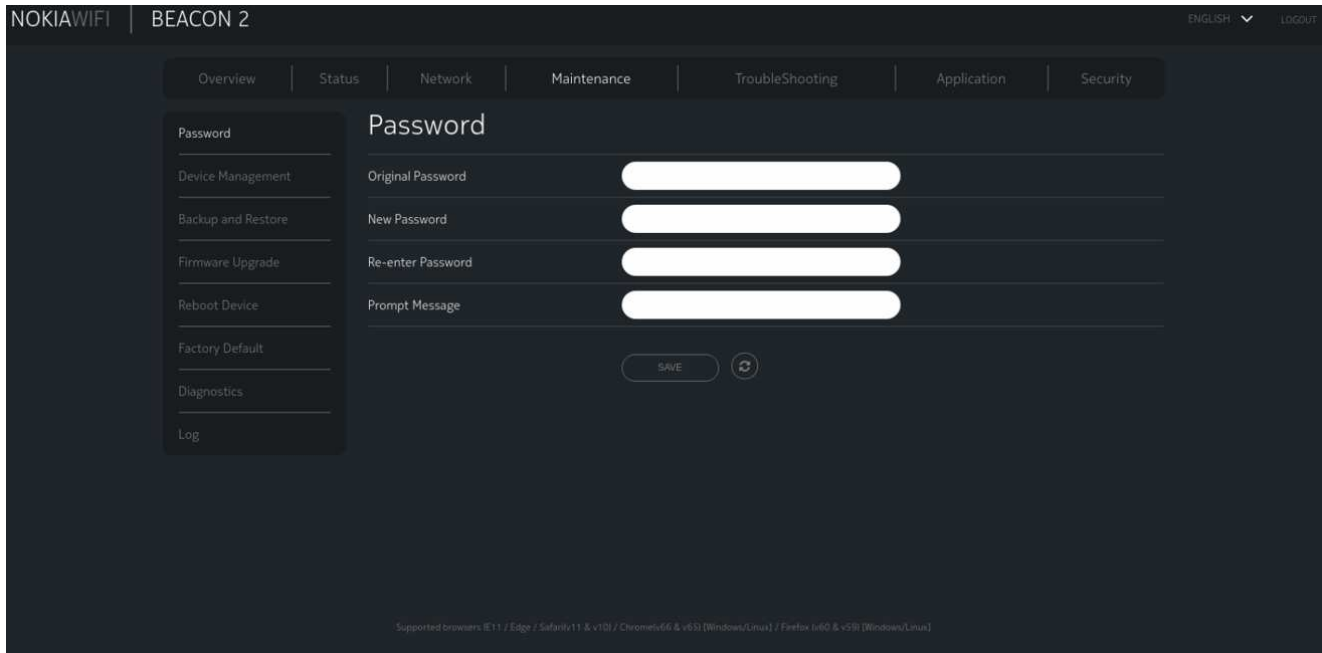 NOKIAWIFI | BEACON 2 ENGLISH LOGOUT
Overview Status Network Maintenance TroubleShooting Application Security
Password
Device Management
Backup and Restore
Firmware Upgrade
Reboot Device
Factory Default
Diagnostics
Log
Password
Original Password
New Password
Re-enter Password
Prompt Message
SAVE
Supported browsers IE11 / Edge / Safari(v11 & v10) / Chrome(v66 & v65) [Windows/Linux] / Firefox (v60 & v59) [Windows/Linux]